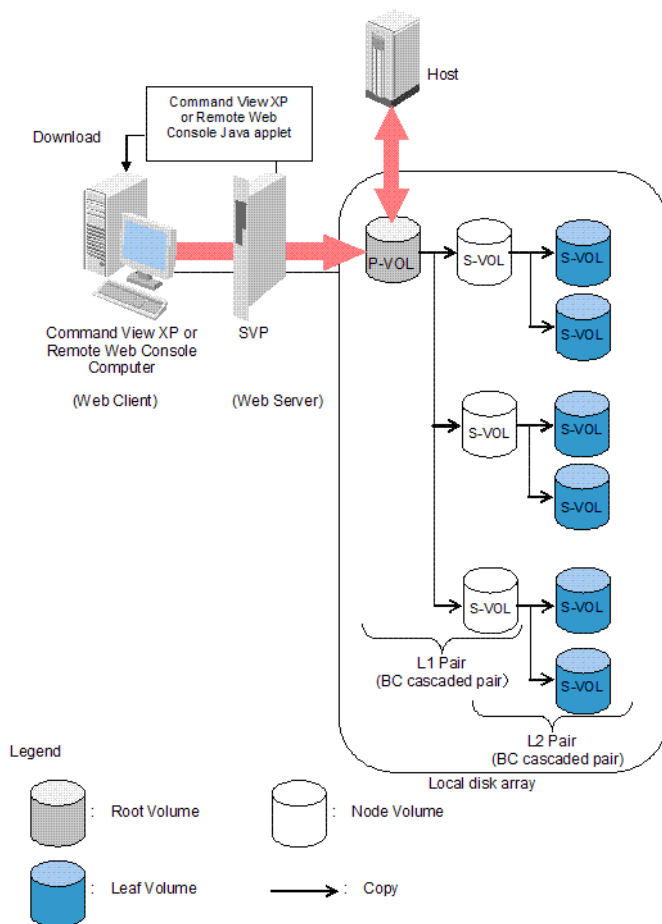 Host
Command View XP
or Remote Web
Console Java applet
Download
P-VOL
S-VOL
S-VOL
S-VOL
Command View XP or
Remote Web Console
Computer
SVP
(Web Client)
(Web Server)
S-VOL
S-VOL
S-VOL
S-VOL
S-VOL
S-VOL
L1 Pair
(BC cascaded pair)
L2 Pair
(BC cascaded pair)
Local disk array
Legend
: Root Volume
: Node Volume
: Leaf Volume
: Copy